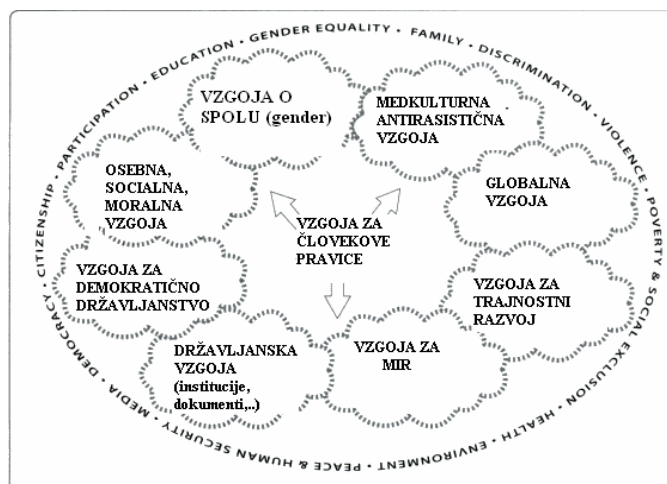 CITIZENSHIP · PARTICIPATION · EDUCATION · GENDER EQUALITY · FAMILY · DISCRIMINATION · VIOLENCE · POVERTY & SOCIAL EXCLUSION · HEALTH · ENVIRONMENT · PEACE & HUMAN SECURITY · MEDIA · DEMOCRACY ·
VZGOJA O
SPOLU (gender)
MEDKULTURNA
ANTIRASISTIČNA
VZGOJA
OSEBNA,
SOCIALNA,
MORALNA
VZGOJA
GLOBALNA
VZGOJA
VZGOJA ZA
ČLOVEKOVE
PRAVICE
VZGOJA ZA
DEMOKRATIČNO
DRŽAVLJANSTVO
VZGOJA ZA
TRAJNOSTNI
RAZVOJ
DRŽAVLJANSKA
VZGOJA
(institucije,
dokumenti,..)
VZGOJA ZA
MIR